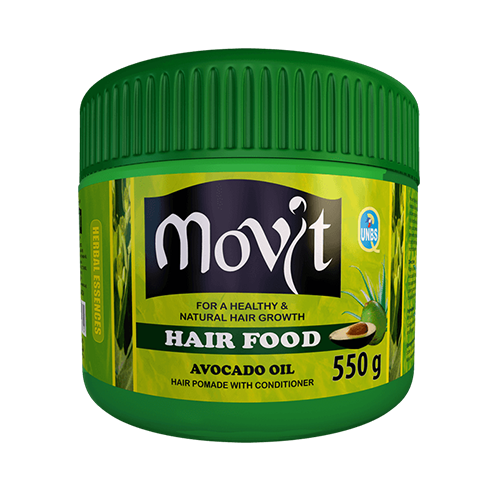 HERBAL ESSENCES
Movit
UNBS
FOR A HEALTHY &
NATURAL HAIR GROWTH
HAIR FOOD
AVOCADO OIL
HAIR POMADE WITH CONDITIONER
550 g